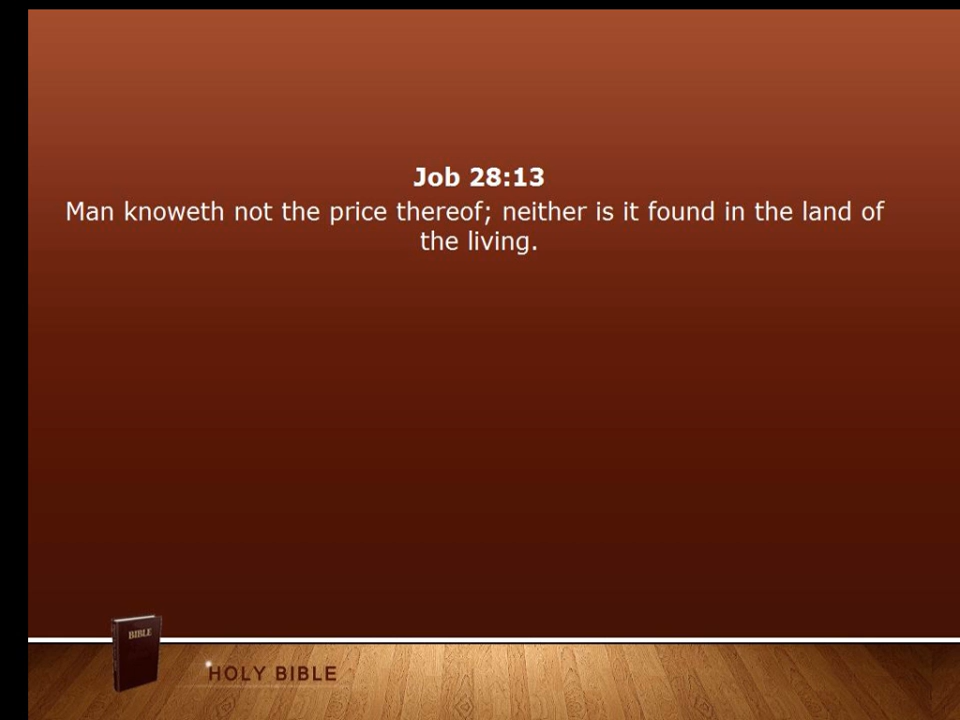 Job 28:13
Man knoweth not the price thereof; neither is it found in the land of
the living.
BIBLE
HOLY BIBLE